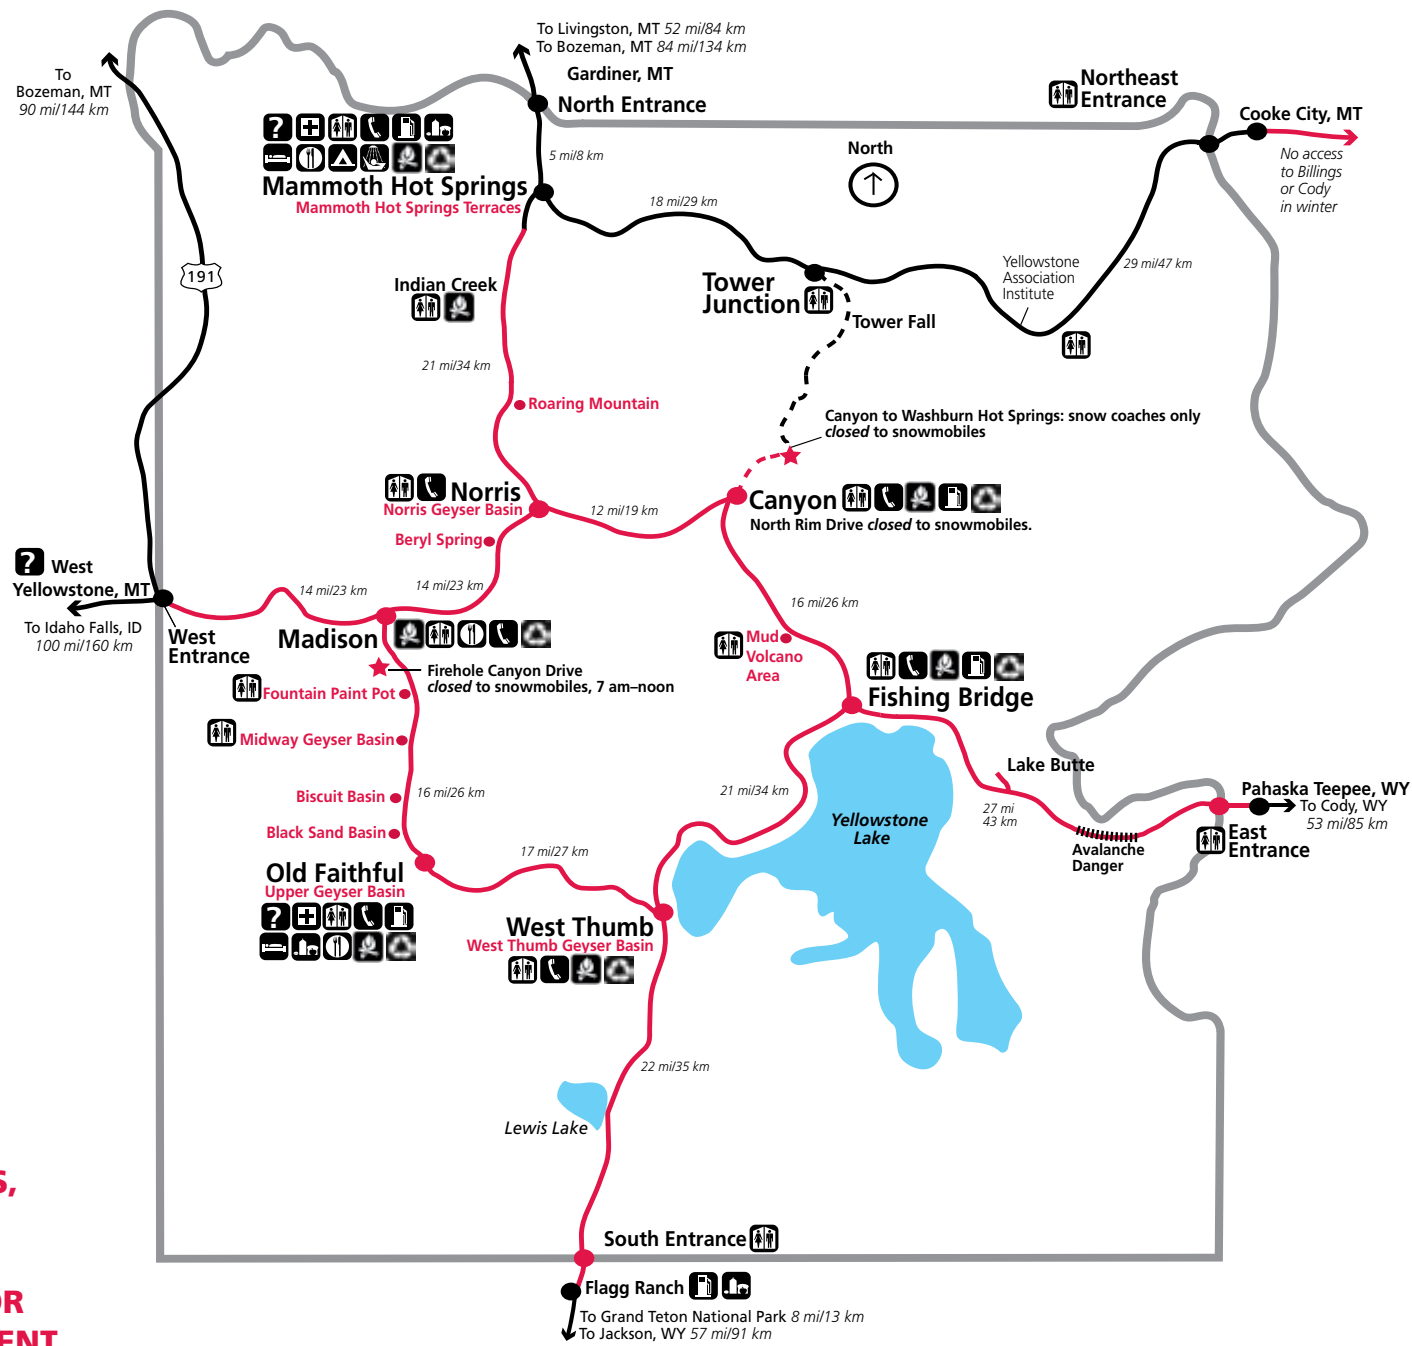 To Livingston, MT 52 mi/84 km
To Bozeman, MT 84 mi/134 km
Gardiner, MT
North Entrance
To
Bozeman, MT
90 mi/144 km
Northeast
Entrance
Cooke City, MT
No access
to Billings
or Cody
in winter
North
5 mi/8 km
?
Mammoth Hot Springs
Mammoth Hot Springs Terraces
18 mi/29 km
191
Indian Creek
Tower
Junction
Tower Fall
Yellowstone
Association
Institute
29 mi/47 km
21 mi/34 km
Roaring Mountain
Canyon to Washburn Hot Springs: snow coaches only
closed to snowmobiles
Norris
Norris Geyser Basin
12 mi/19 km
Canyon
North Rim Drive closed to snowmobiles.
Beryl Spring
? West
Yellowstone, MT
To Idaho Falls, ID
100 mi/160 km
West
Entrance
14 mi/23 km
14 mi/23 km
Madison
16 mi/26 km
Mud
Volcano
Area
Firehole Canyon Drive
closed to snowmobiles, 7 am–noon
Fountain Paint Pot
Midway Geyser Basin
Fishing Bridge
Biscuit Basin
16 mi/26 km
Black Sand Basin
21 mi/34 km
Yellowstone
Lake
Lake Butte
27 mi
43 km
Avalanche
Danger
Pahaska Teepee, WY
To Cody, WY
53 mi/85 km
East
Entrance
Old Faithful
Upper Geyser Basin
?
17 mi/27 km
West Thumb
West Thumb Geyser Basin
22 mi/35 km
Lewis Lake
S,
OR
ENT
South Entrance
Flagg Ranch
To Grand Teton National Park 8 mi/13 km
To Jackson, WY 57 mi/91 km